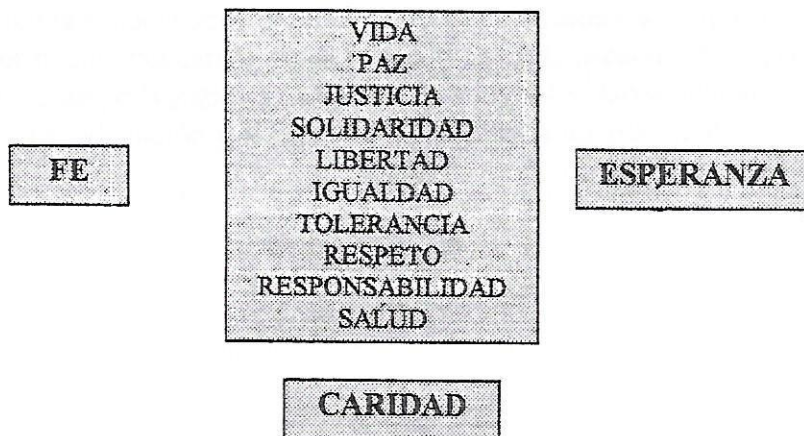 VIDA
PAZ
JUSTICIA
SOLIDARIDAD
LIBERTAD
IGUALDAD
TOLERANCIA
RESPETO
RESPONSABILIDAD
SALUD
FE
ESPERANZA
CARIDAD